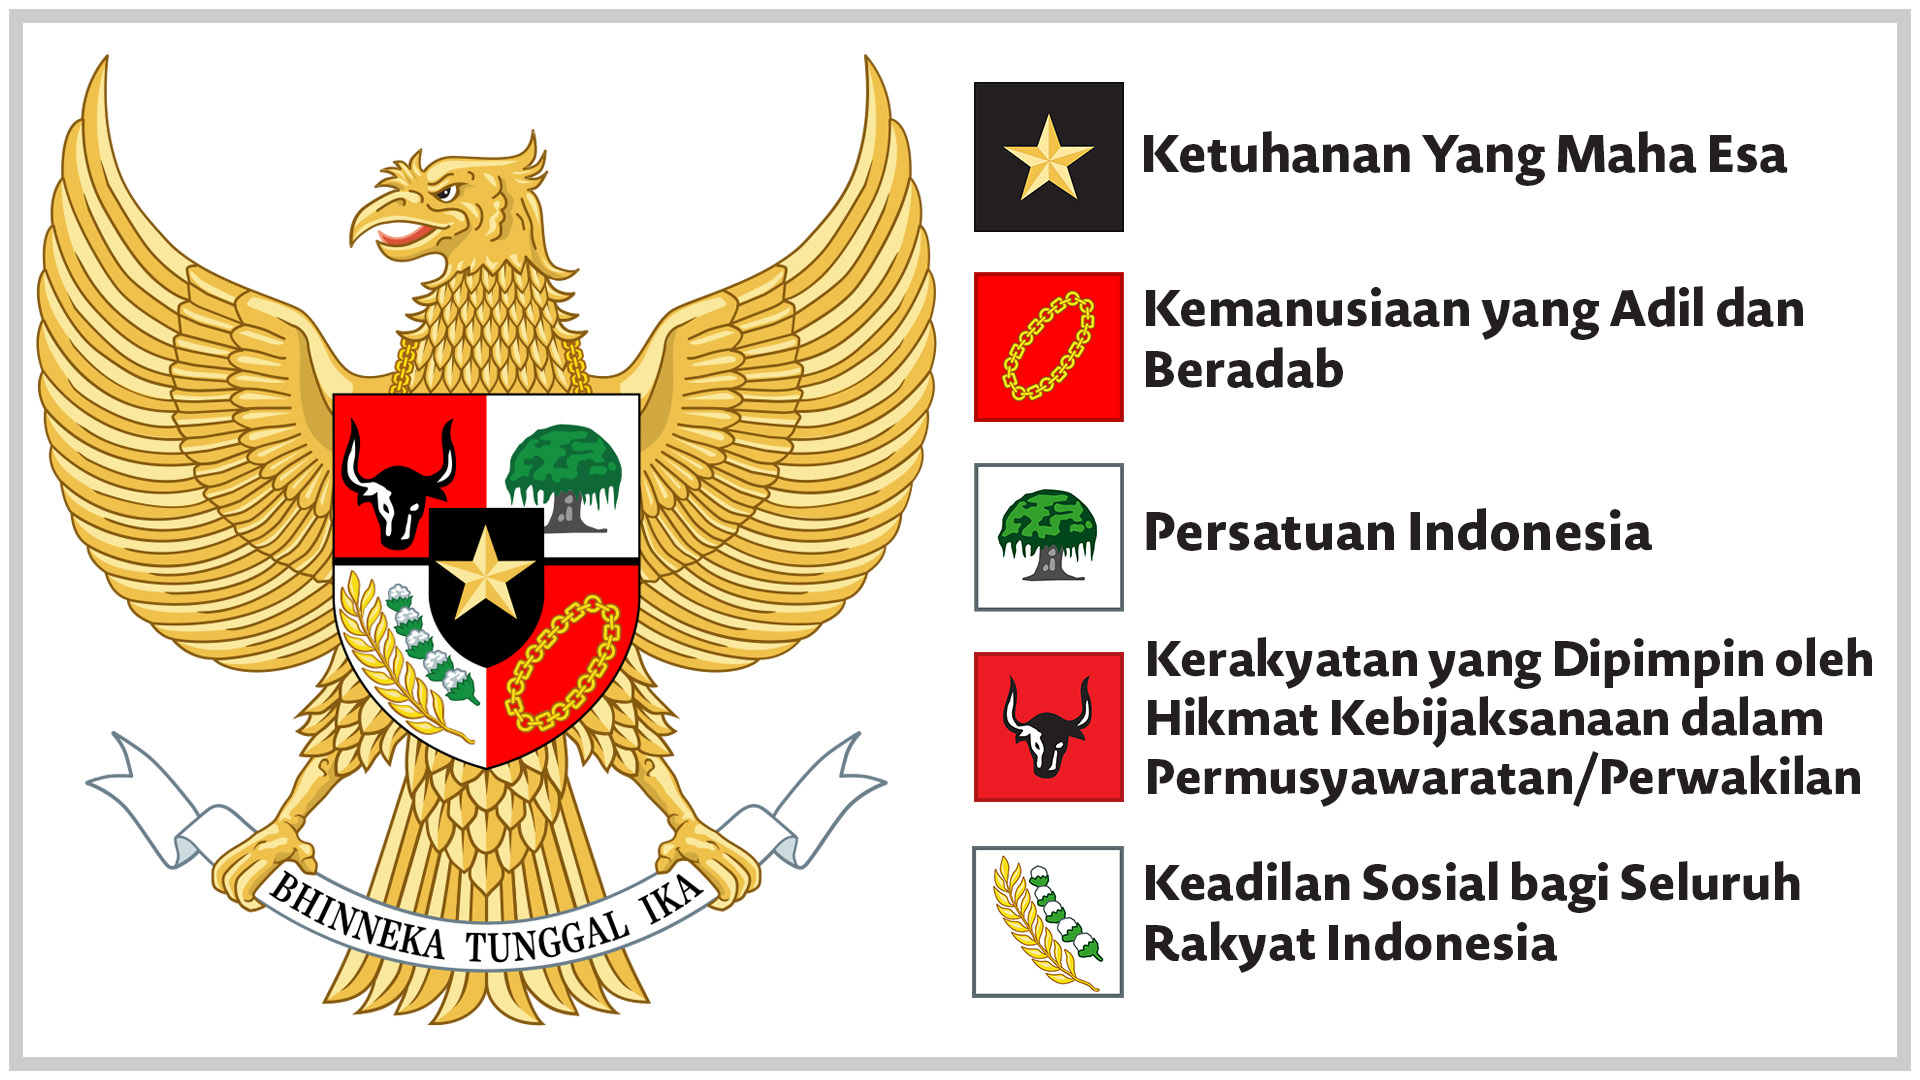 BHINNEKA TUNGGAL IKA
Ketuhanan Yang Maha Esa
Kemanusiaan yang Adil dan
Beradab
Persatuan Indonesia
Kerakyatan yang Dipimpin oleh
Hikmat Kebijaksanaan dalam
Permusyawaratan/Perwakilan
Keadilan Sosial bagi Seluruh
Rakyat Indonesia